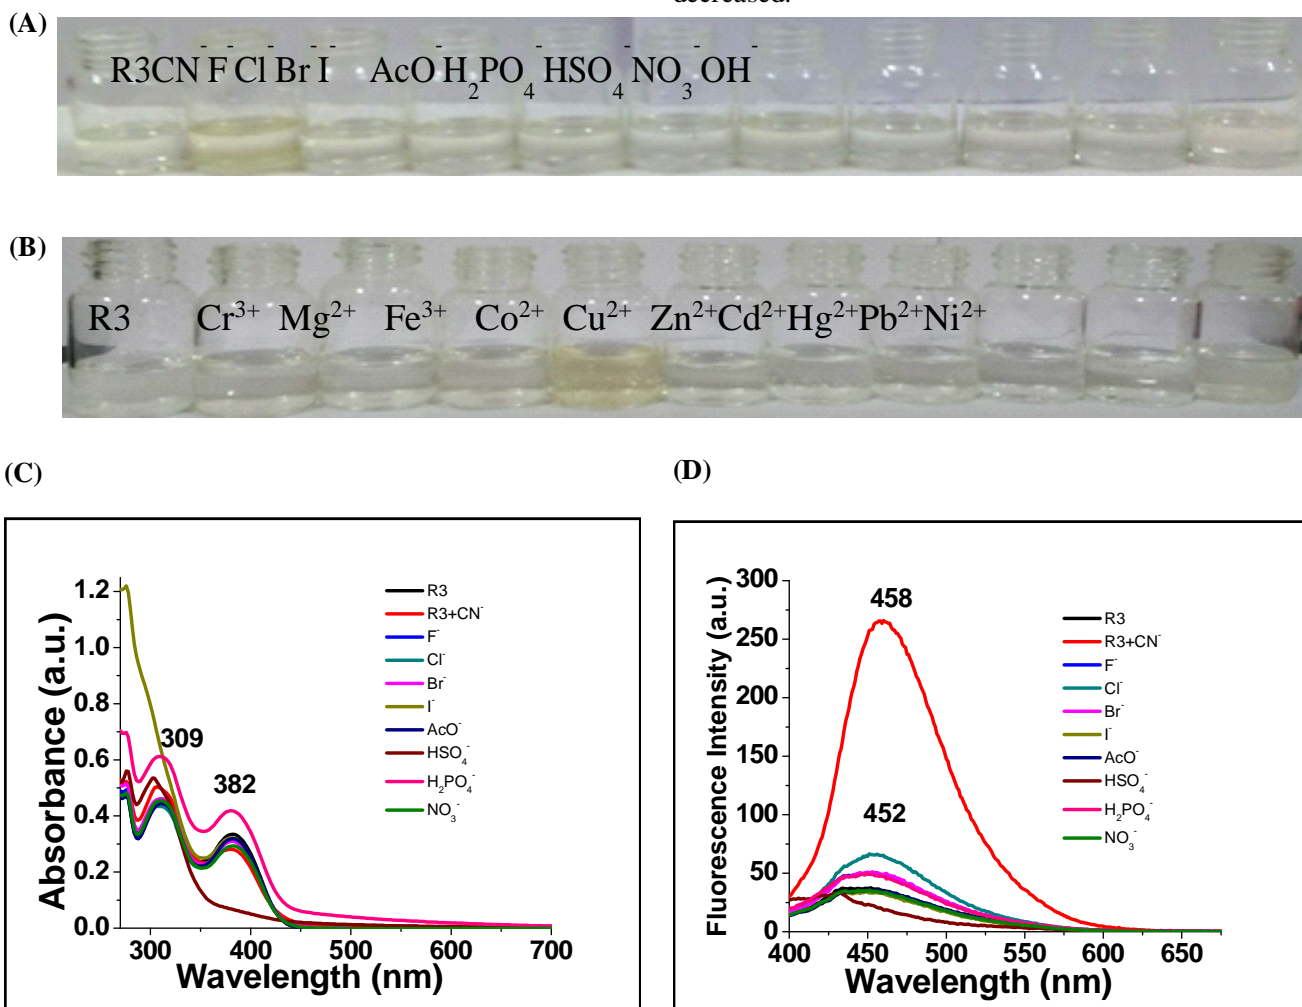 decreased.
(A)
R3CN⁻F⁻Cl⁻Br⁻I⁻ AcO⁻H₂PO₄⁻HSO₄⁻NO₃⁻OH⁻
(B)
R3 Cr³⁺ Mg²⁺ Fe³⁺ Co²⁺ Cu²⁺ Zn²⁺Cd²⁺Hg²⁺Pb²⁺Ni²⁺
(C)
Absorbance (a.u.)
1.2
1.0
0.8
0.6
0.4
0.2
0.0
309
382
R3
R3+CN⁻
F⁻
Cl⁻
Br⁻
I⁻
AcO⁻
HSO₄⁻
H₂PO₄⁻
NO₃⁻
300 400 500 600 700
Wavelength (nm)
(D)
Fluorescence Intensity (a.u.)
300
250
200
150
100
50
0
458
452
R3
R3+CN⁻
F⁻
Cl⁻
Br⁻
I⁻
AcO⁻
HSO₄⁻
H₂PO₄⁻
NO₃⁻
400 450 500 550 600 650
Wavelength (nm)